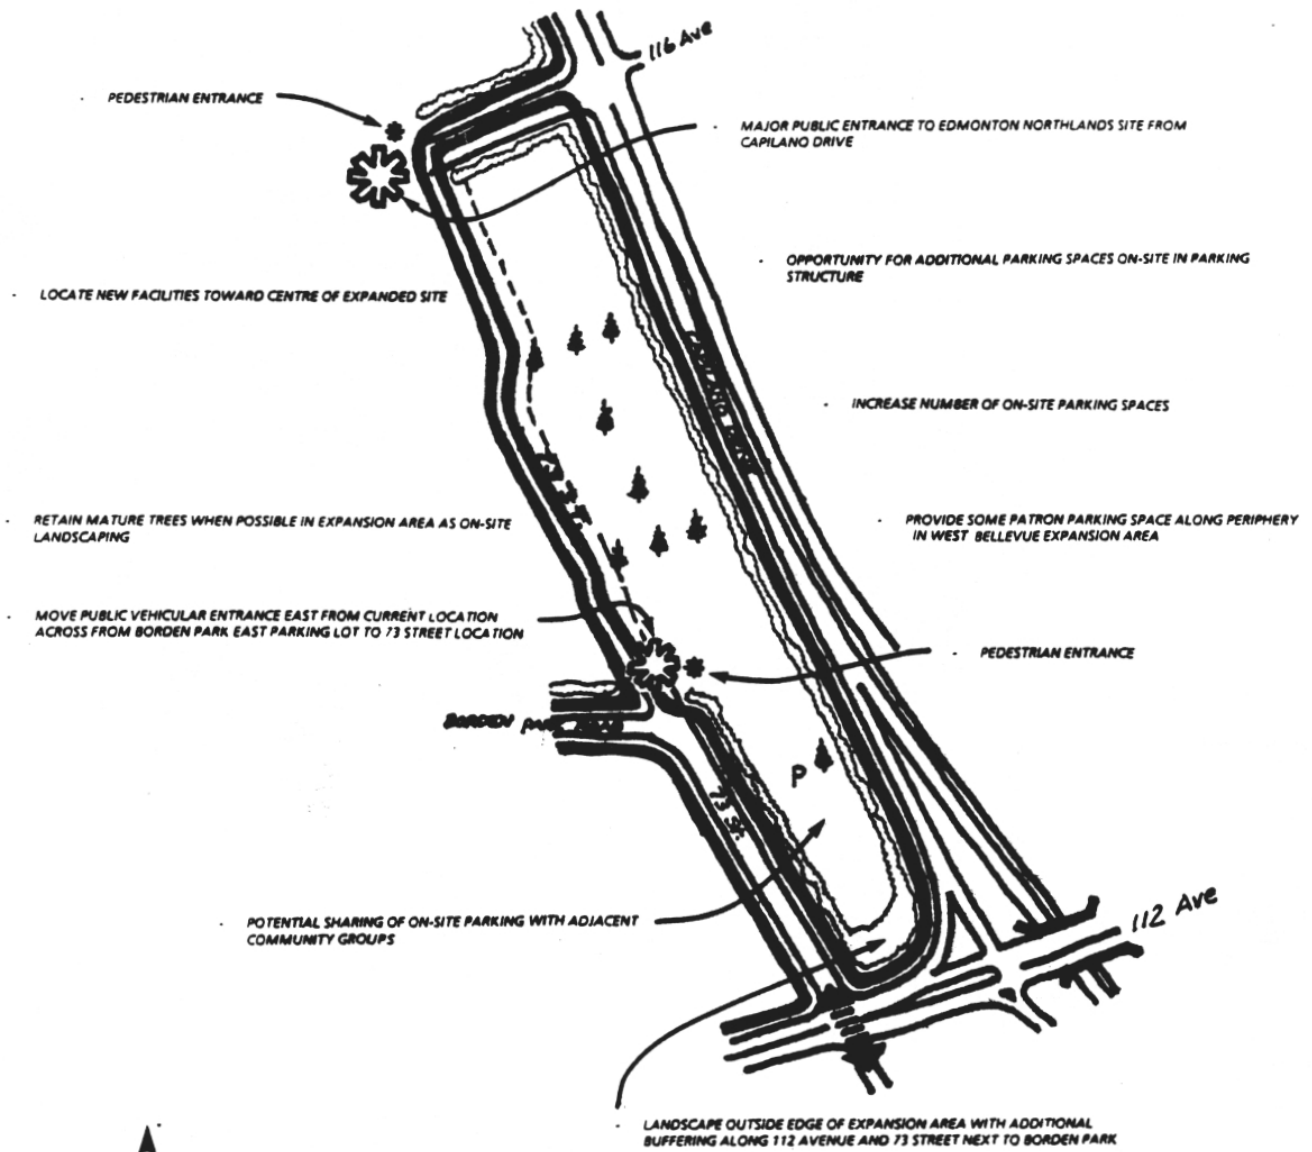 116 Ave
PEDESTRIAN ENTRANCE
MAJOR PUBLIC ENTRANCE TO EDMONTON NORTHLANDS SITE FROM
CAPILANO DRIVE
OPPORTUNITY FOR ADDITIONAL PARKING SPACES ON-SITE IN PARKING
STRUCTURE
LOCATE NEW FACILITIES TOWARD CENTRE OF EXPANDED SITE
INCREASE NUMBER OF ON-SITE PARKING SPACES
RETAIN MATURE TREES WHEN POSSIBLE IN EXPANSION AREA AS ON-SITE
LANDSCAPING
PROVIDE SOME PATRON PARKING SPACE ALONG PERIPHERY
IN WEST BELLEVUE EXPANSION AREA
MOVE PUBLIC VEHICULAR ENTRANCE EAST FROM CURRENT LOCATION
ACROSS FROM BORDEN PARK EAST PARKING LOT TO 73 STREET LOCATION
PEDESTRIAN ENTRANCE
BORDEN PARK ROAD
P
73 St.
112 Ave
POTENTIAL SHARING OF ON-SITE PARKING WITH ADJACENT
COMMUNITY GROUPS
LANDSCAPE OUTSIDE EDGE OF EXPANSION AREA WITH ADDITIONAL
BUFFERING ALONG 112 AVENUE AND 73 STREET NEXT TO BORDEN PARK